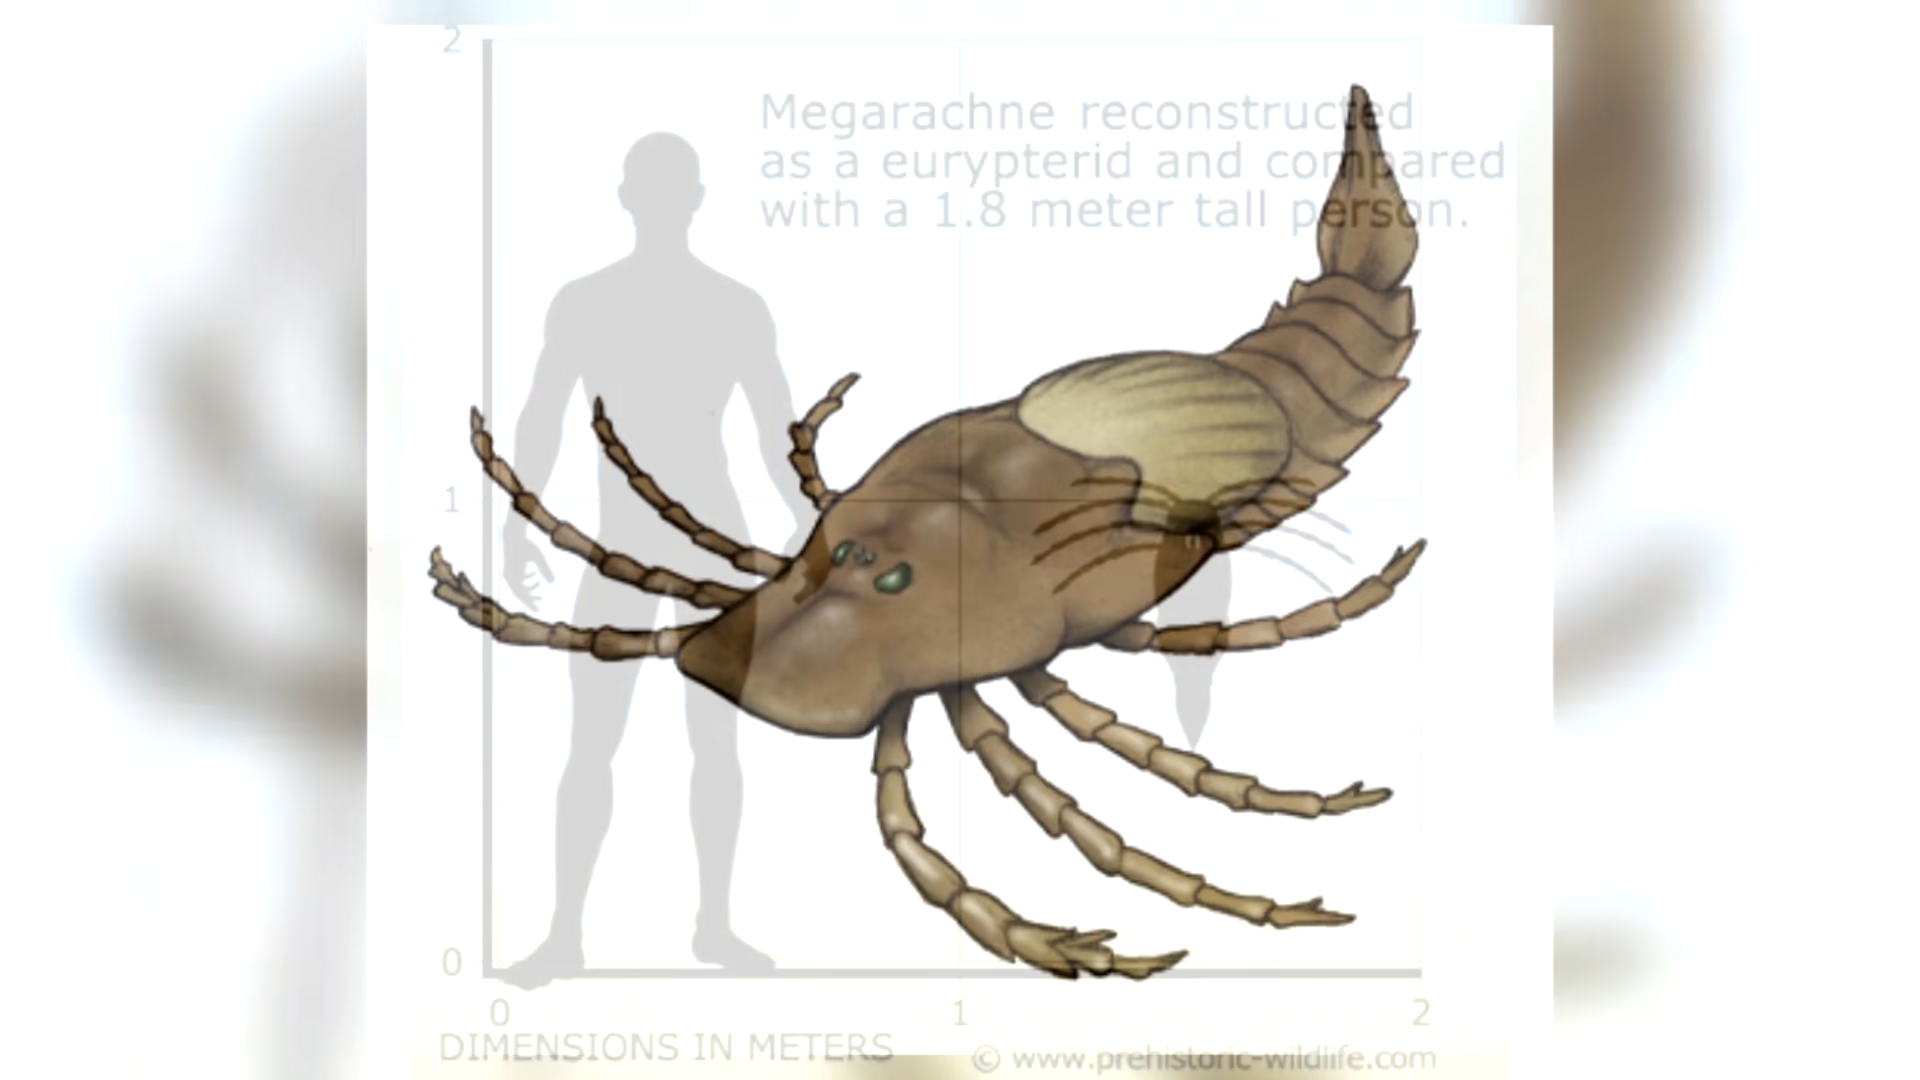 2
Megarachne reconstructed
as a eurypterid and compared
with a 1.8 meter tall person.
1
0
0 1 2
DIMENSIONS IN METERS
© www.prehistoric-wildlife.com